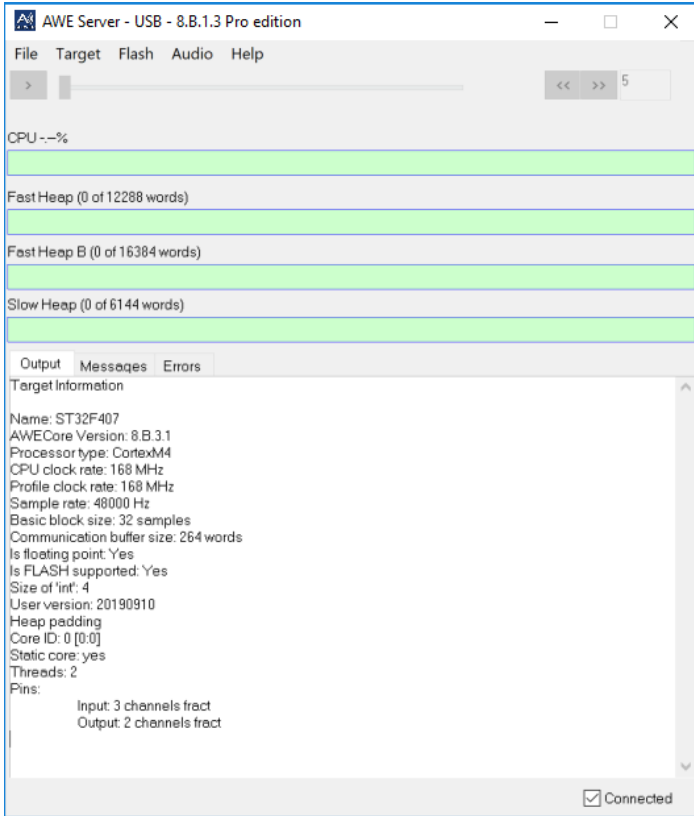 AWE Server - USB - 8.B.1.3 Pro edition
File Target Flash Audio Help
> << >> 5
CPU -.--%
Fast Heap (0 of 12288 words)
Fast Heap B (0 of 16384 words)
Slow Heap (0 of 6144 words)
Output Messages Errors
Target Information
Name: ST32F407
AWECore Version: 8.B.3.1
Processor type: CortexM4
CPU clock rate: 168 MHz
Profile clock rate: 168 MHz
Sample rate: 48000 Hz
Basic block size: 32 samples
Communication buffer size: 264 words
Is floating point: Yes
Is FLASH supported: Yes
Size of 'int': 4
User version: 20190910
Heap padding
Core ID: 0 [0:0]
Static core: yes
Threads: 2
Pins:
Input: 3 channels fract
Output: 2 channels fract
Connected